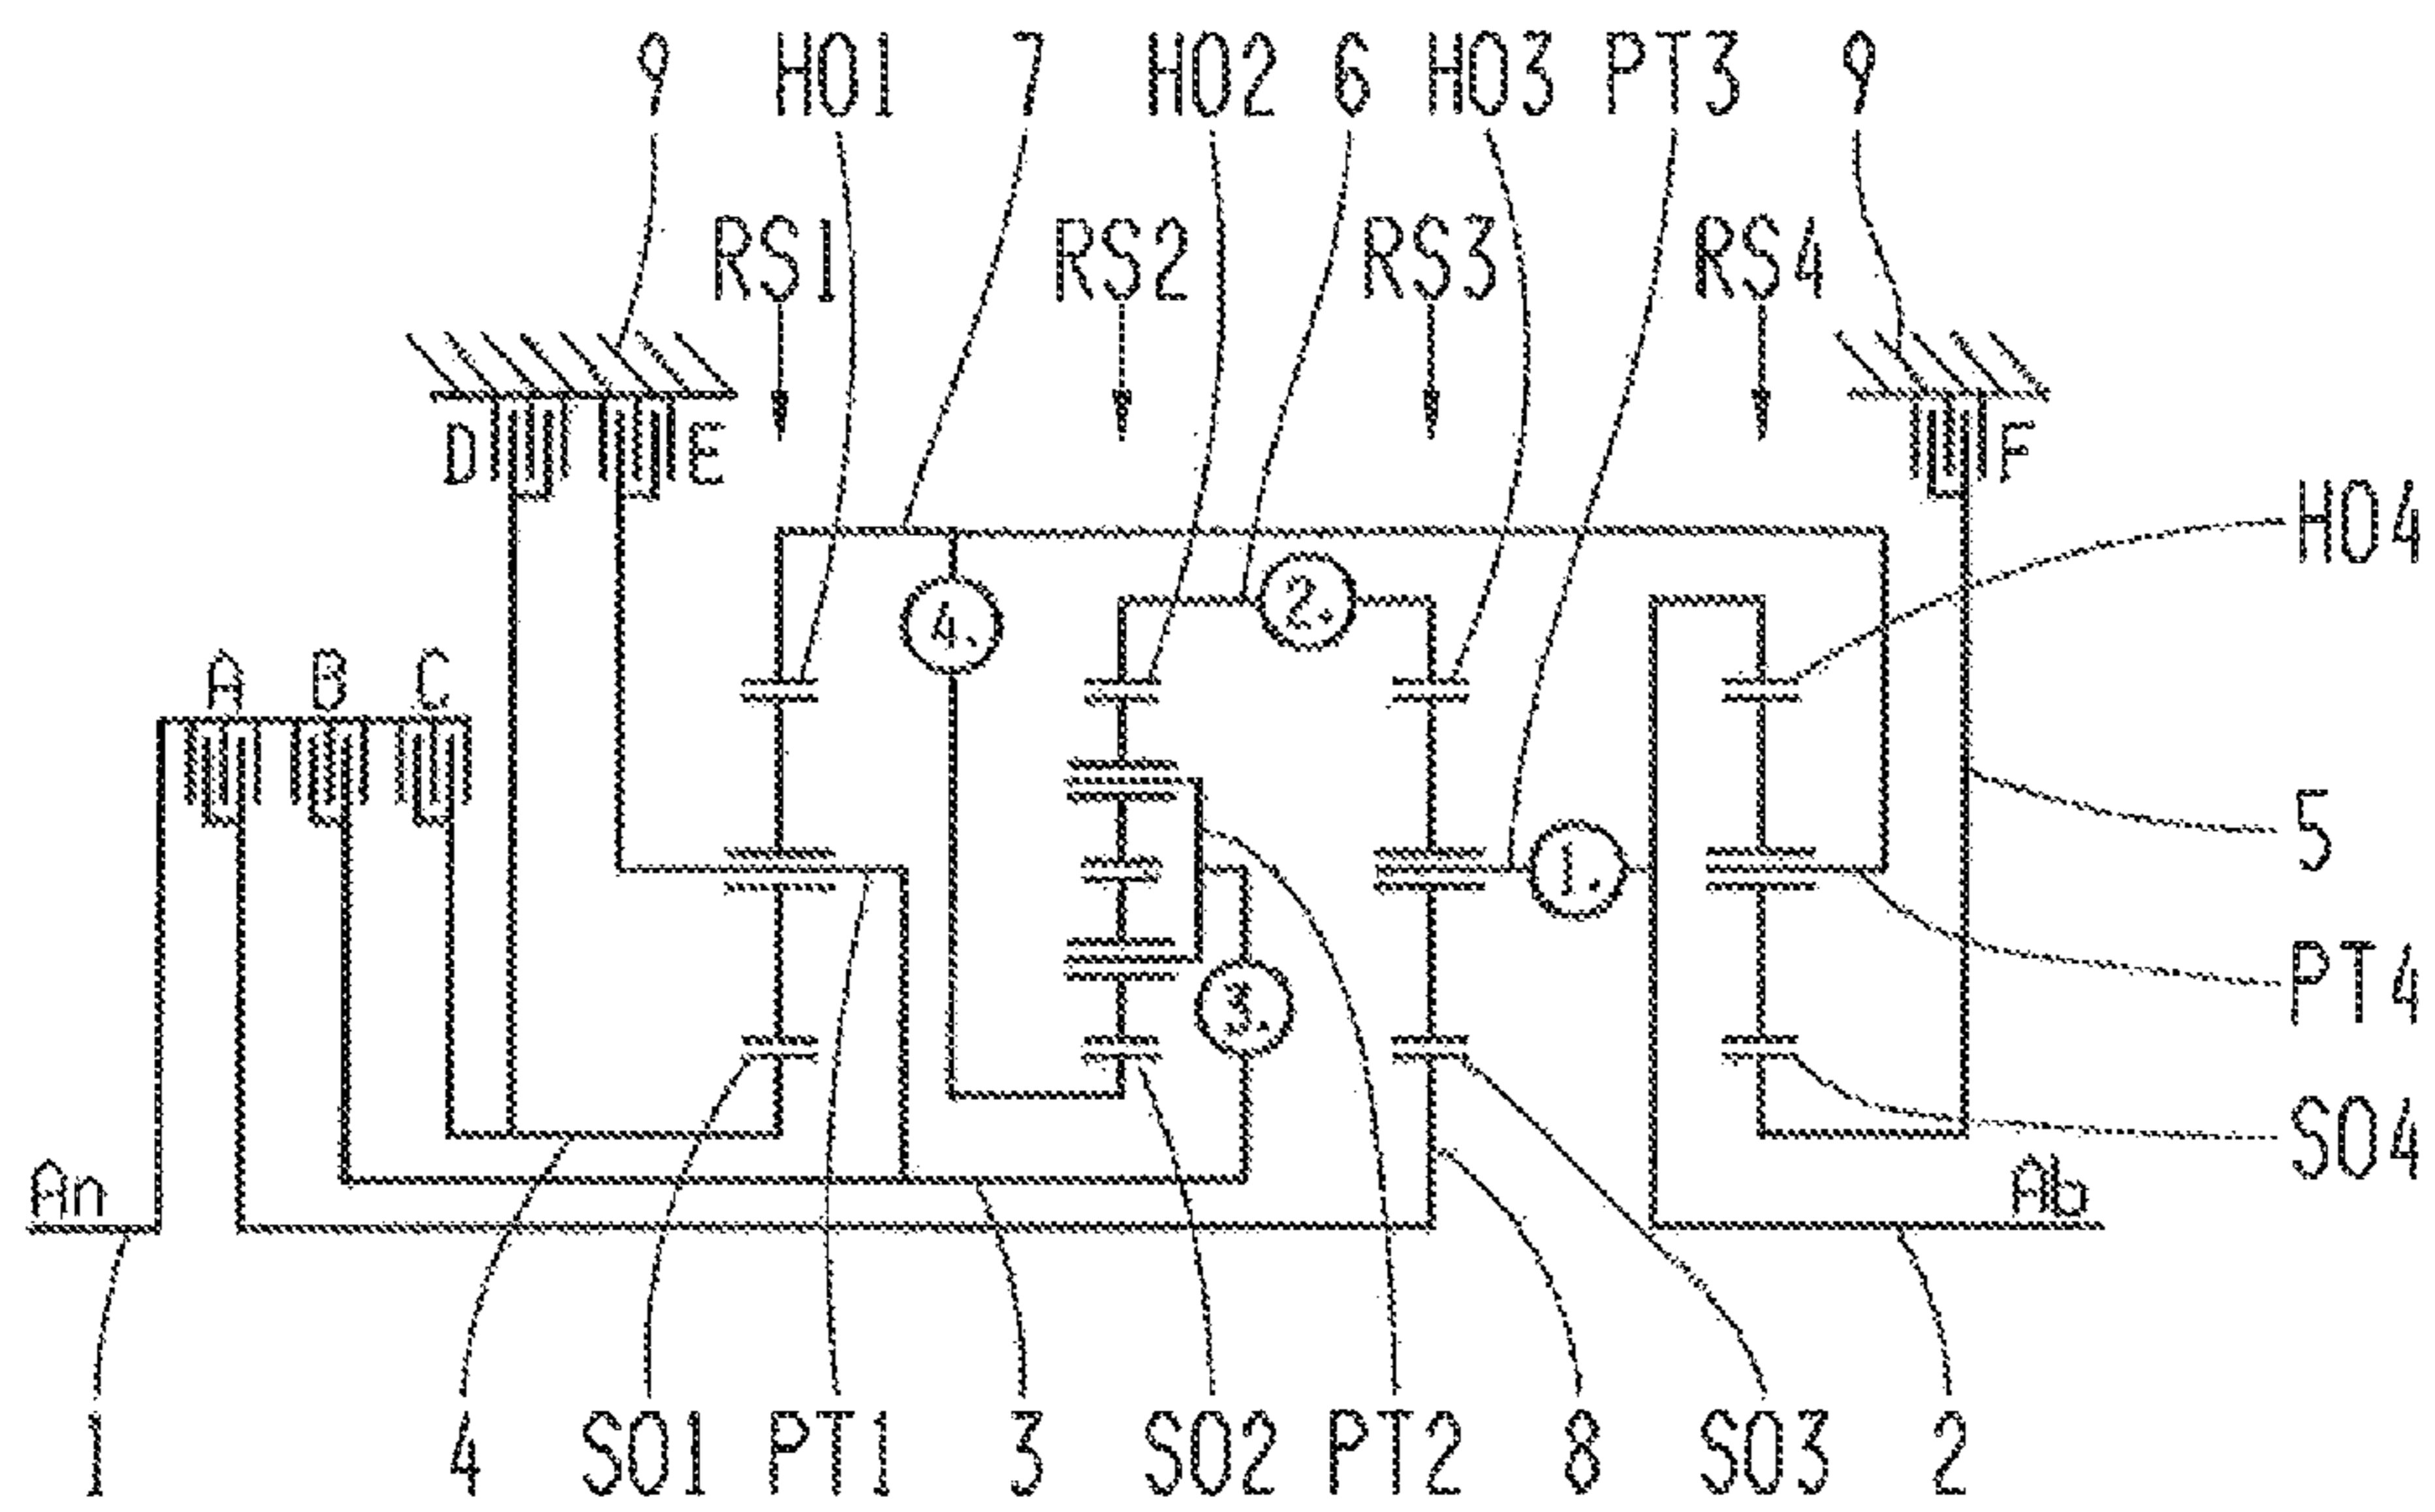 9 HO1 7 HO2 6 HO3 PT3 9
RS1 RS2 RS3 RS4
D E F
HO4
2.
4.
A B C
5
1.
PT4
3.
SO4
An Ab
1 4 SO1 PT1 3 SO2 PT2 8 SO3 2